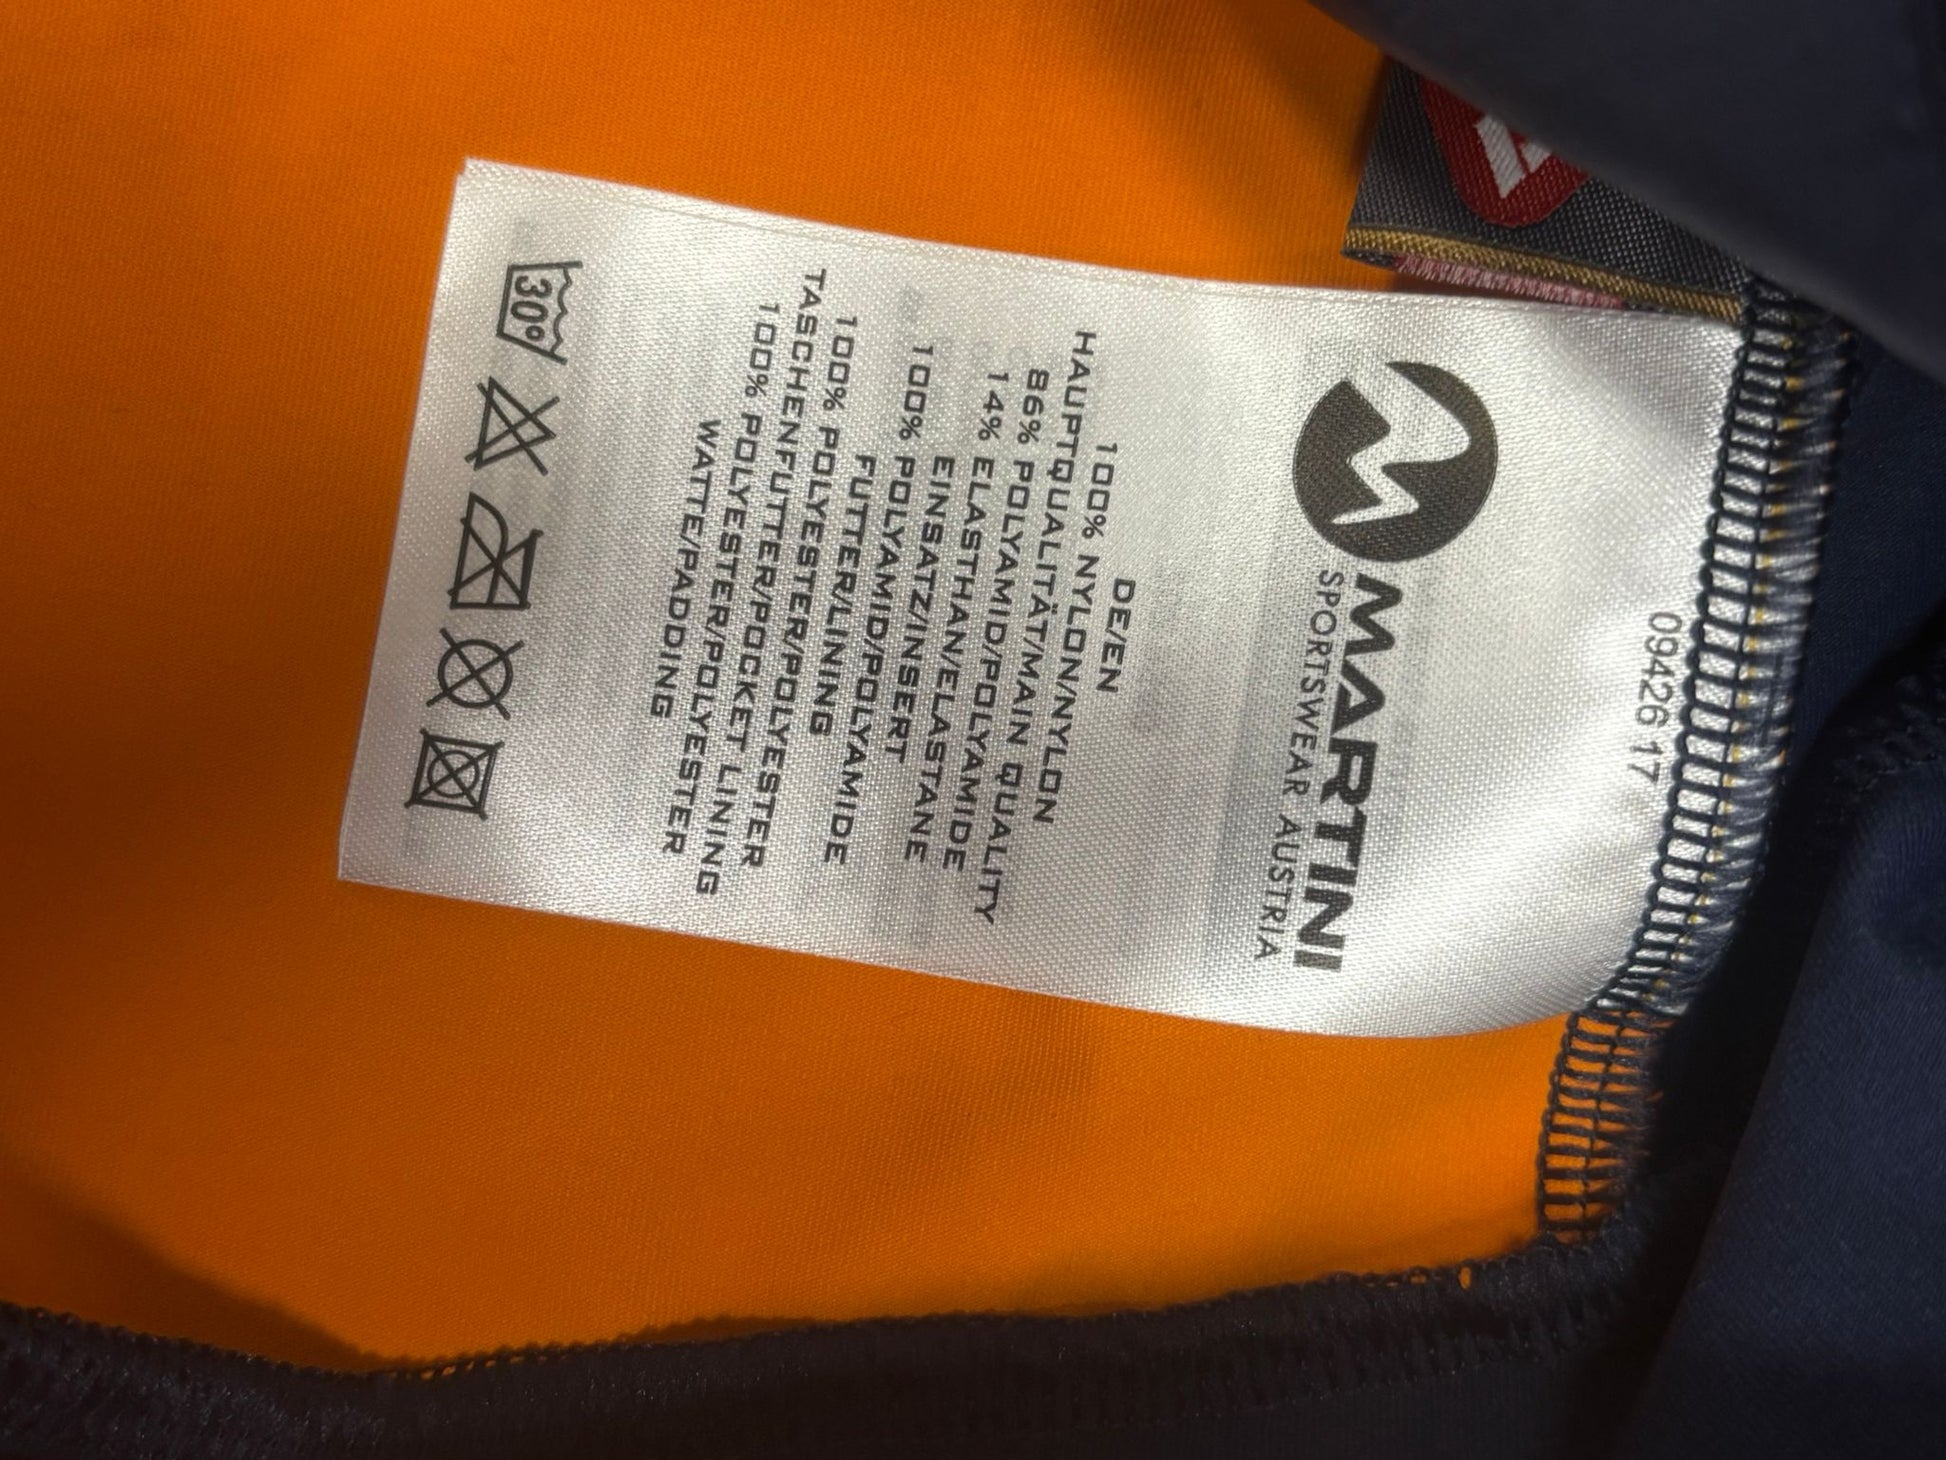 09426 17
MARTINI
SPORTSWEAR AUSTRIA
DE/EN
100% NYLON/NYLON
HAUPTQUALITÄT/MAIN QUALITY
86% POLYAMID/POLYAMIDE
14% ELASTHAN/ELASTANE
EINSATZ/INSERT
100% POLYAMID/POLYAMIDE
FUTTER/LINING
100% POLYESTER/POLYESTER
TASCHENFUTTER/POCKET LINING
100% POLYESTER/POLYESTER
WATTE/PADDING
30°